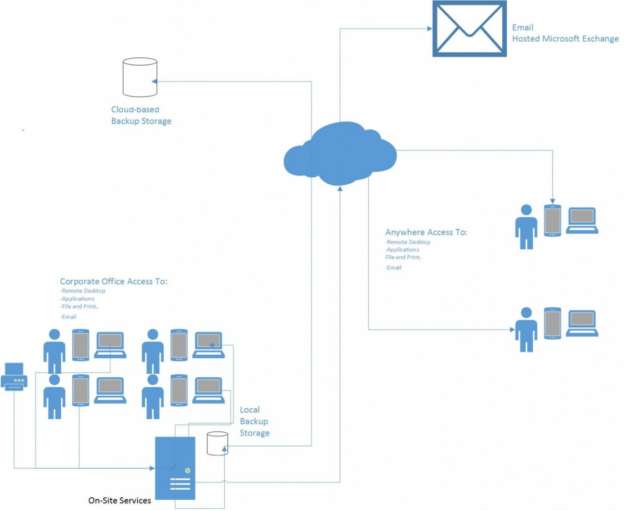 Email
Hosted Microsoft Exchange
Cloud-based
Backup Storage
Anywhere Access To:
-Remote Desktop
-Applications
File and Print,
-Email
Corporate Office Access To:
-Remote Desktop
-Applications
-File and Print,
-Email
Local
Backup
Storage
On-Site Services